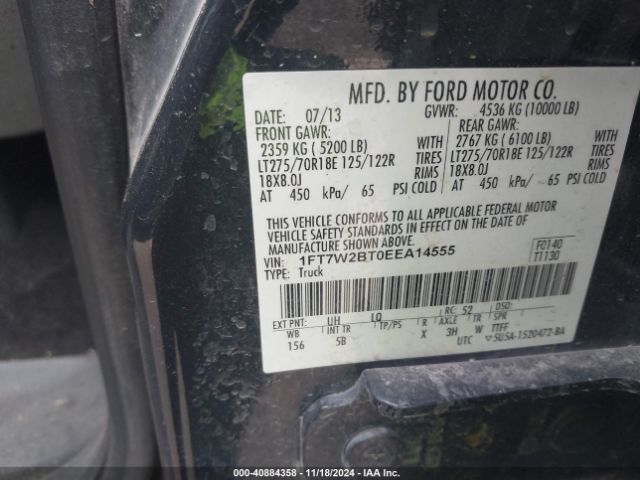 MFD. BY FORD MOTOR CO.
DATE: 07/13 GVWR: 4536 KG (10000 LB)
FRONT GAWR: REAR GAWR:
2359 KG ( 5200 LB) WITH 2767 KG ( 6100 LB) WITH
LT275/70R18E 125/122R TIRES LT275/70R18E 125/122R TIRES
18X8.0J RIMS 18X8.0J RIMS
AT 450 kPa/ 65 PSI COLD AT 450 kPa/ 65 PSI COLD
THIS VEHICLE CONFORMS TO ALL APPLICABLE FEDERAL MOTOR
VEHICLE SAFETY STANDARDS IN EFFECT ON THE DATE OF
MANUFACTURE SHOWN ABOVE.
VIN: 1FT7W2BT0EEA14555 F0140
TYPE: Truck T1130
EXT PNT: UH LQ RC: 52 DSO:
WB INT TR TP/PS R AXLE TR SPR
156 5B X 3H W TTFF
UTC ▽5U5A-1520472-BA
© - 40884358 - 11/18/2024 - IAA Inc.